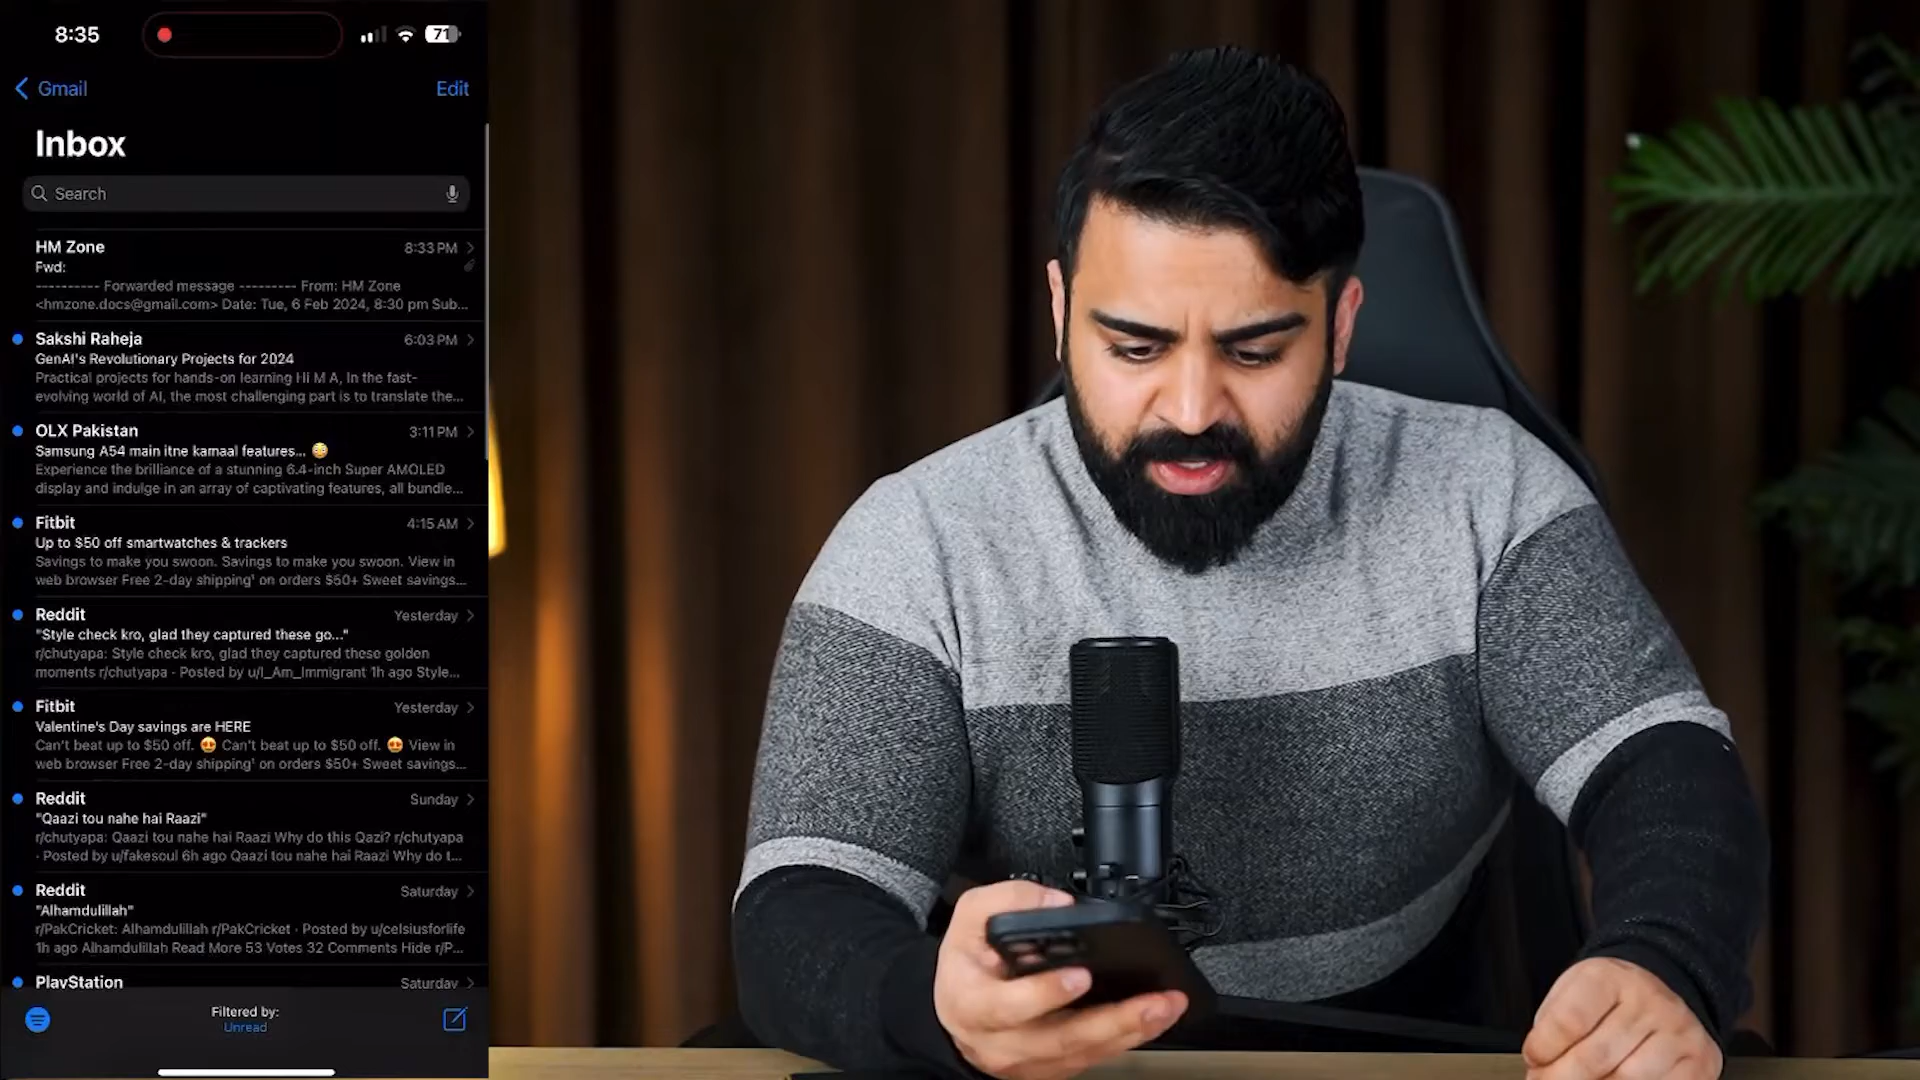 8:35
71
Gmail
Edit
Inbox
Search
HM Zone 8:33 PM
Fwd:
---------- Forwarded message --------- From: HM Zone
<hmzone.docs@gmail.com> Date: Tue, 6 Feb 2024, 8:30 pm Sub...
Sakshi Raheja 6:03 PM
GenAI's Revolutionary Projects for 2024
Practical projects for hands-on learning Hi M A, In the fast-
evolving world of AI, the most challenging part is to translate the...
OLX Pakistan 3:11 PM
Samsung A54 main itne kamaal features... 😳
Experience the brilliance of a stunning 6.4-inch Super AMOLED
display and indulge in an array of captivating features, all bundle...
Fitbit 4:15 AM
Up to $50 off smartwatches & trackers
Savings to make you swoon. Savings to make you swoon. View in
web browser Free 2-day shipping¹ on orders $50+ Sweet savings...
Reddit Yesterday
"Style check kro, glad they captured these go..."
r/chutyapa: Style check kro, glad they captured these golden
moments r/chutyapa · Posted by u/I_Am_Immigrant 1h ago Style...
Fitbit Yesterday
Valentine's Day savings are HERE
Can't beat up to $50 off. 😍 Can't beat up to $50 off. 😍 View in
web browser Free 2-day shipping¹ on orders $50+ Sweet savings...
Reddit Sunday
"Qaazi tou nahe hai Raazi"
r/chutyapa: Qaazi tou nahe hai Raazi Why do this Qazi? r/chutyapa
· Posted by u/fakesoul 6h ago Qaazi tou nahe hai Raazi Why do t...
Reddit Saturday
"Alhamdulillah"
r/PakCricket: Alhamdulillah r/PakCricket · Posted by u/celsiusforlife
1h ago Alhamdulillah Read More 53 Votes 32 Comments Hide r/P...
PlayStation Saturday
Filtered by:
Unread